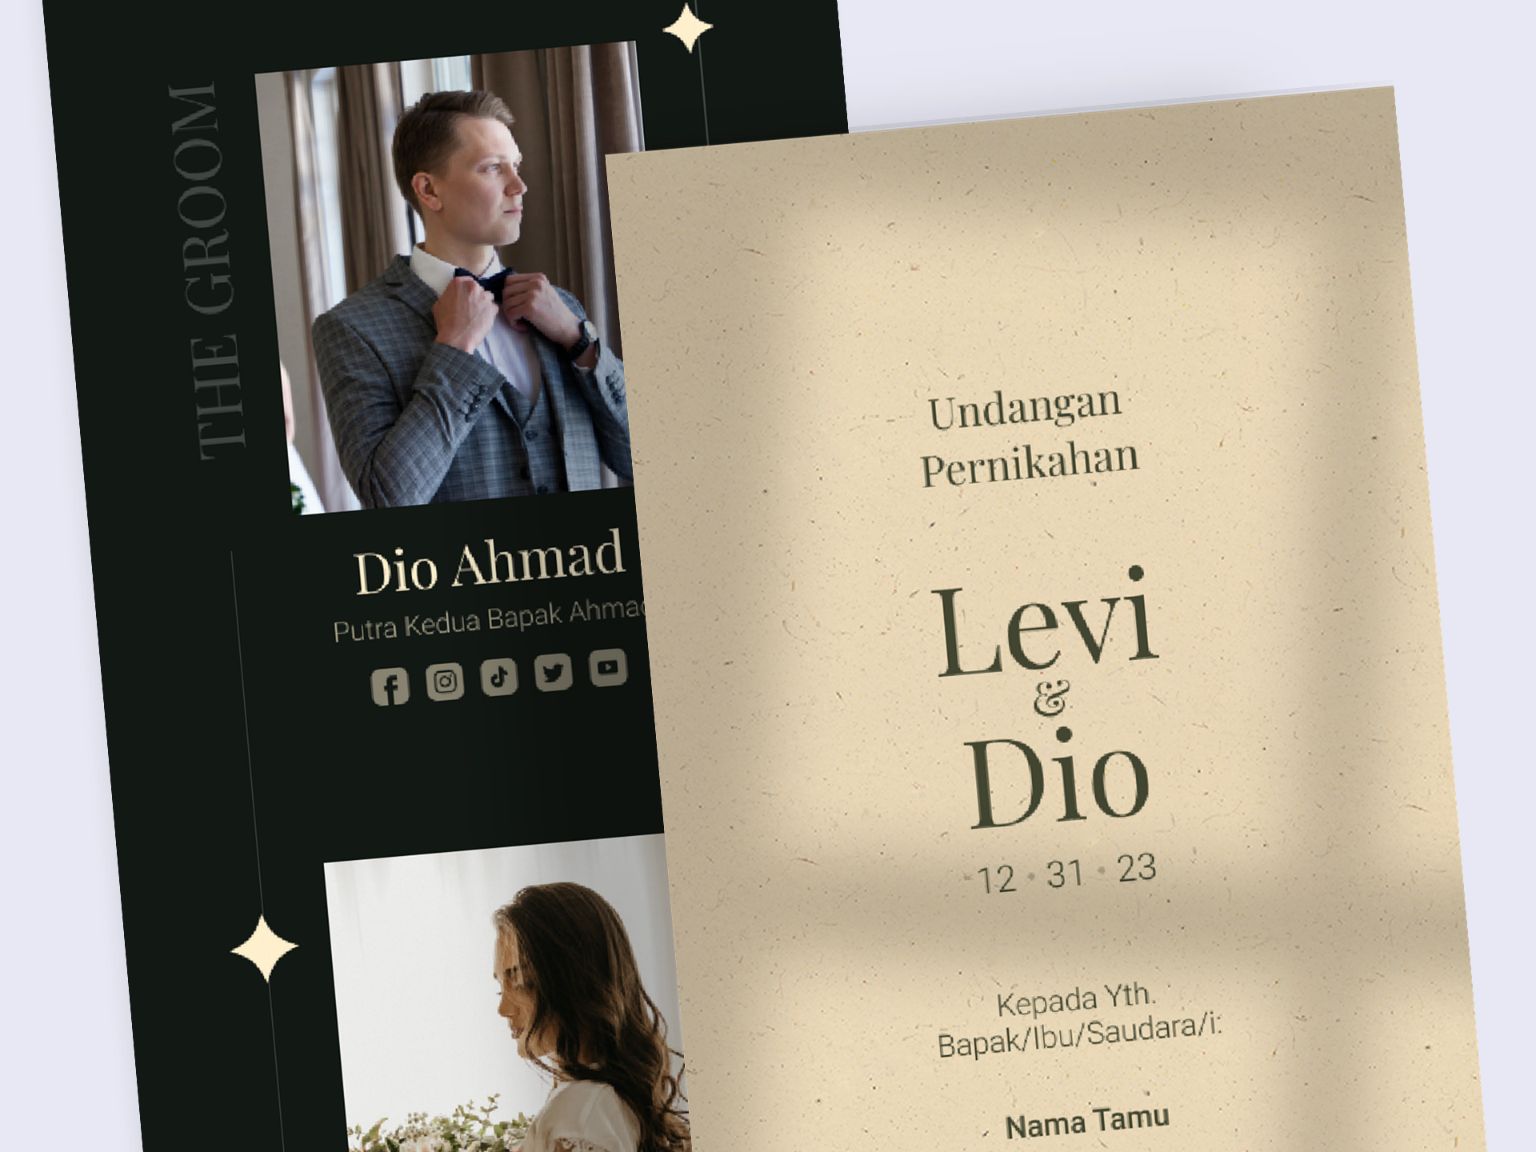 THE GROOM
Dio Ahmad
Putra Kedua Bapak
Undangan
Pernikahan
Levi
&
Dio
12 • 31 • 23
Kepada Yth.
Bapak/Ibu/Saudara/i:
Nama Tamu